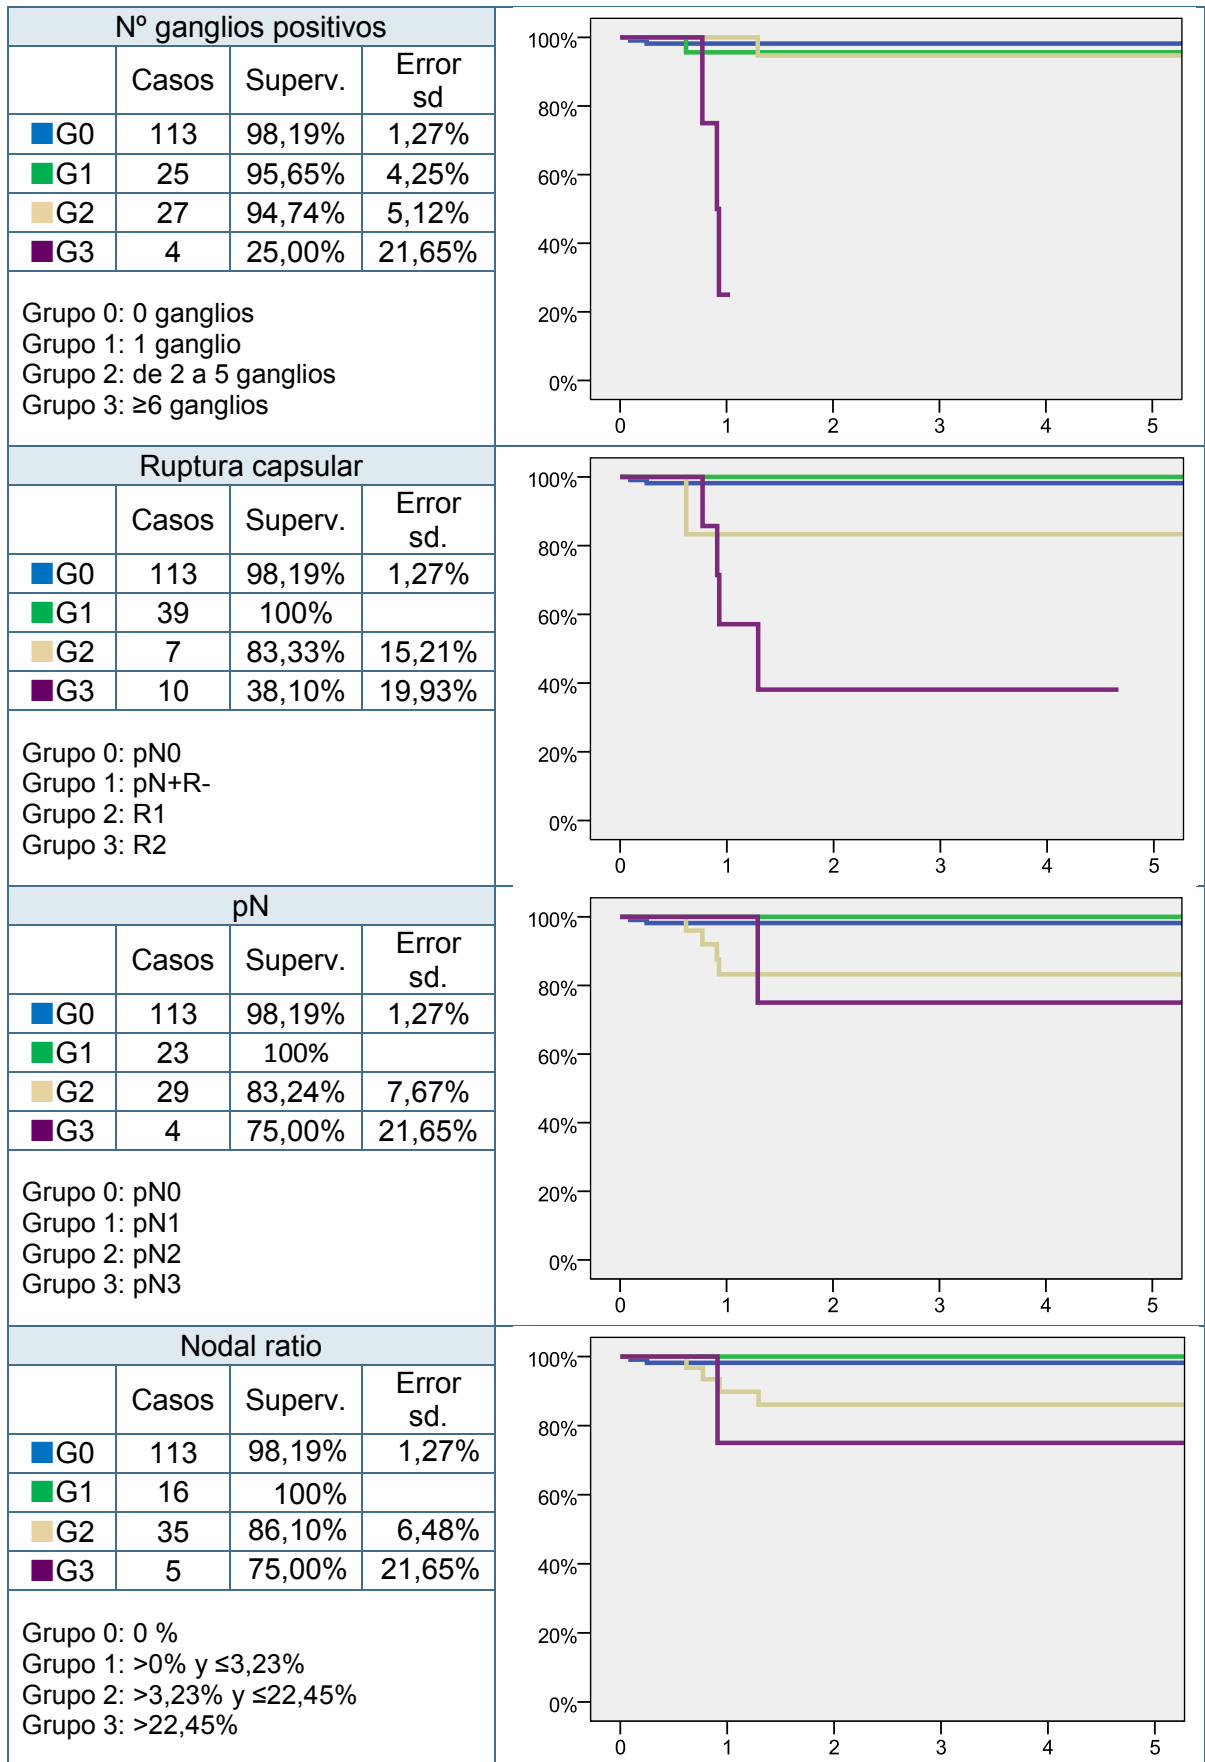 Nº ganglios positivos
Casos Superv. Error sd
G0 113 98,19% 1,27%
G1 25 95,65% 4,25%
G2 27 94,74% 5,12%
G3 4 25,00% 21,65%
Grupo 0: 0 ganglios
Grupo 1: 1 ganglio
Grupo 2: de 2 a 5 ganglios
Grupo 3: ≥6 ganglios
100%
80%
60%
40%
20%
0%
0 1 2 3 4 5
Ruptura capsular
Casos Superv. Error sd.
G0 113 98,19% 1,27%
G1 39 100%
G2 7 83,33% 15,21%
G3 10 38,10% 19,93%
Grupo 0: pN0
Grupo 1: pN+R-
Grupo 2: R1
Grupo 3: R2
100%
80%
60%
40%
20%
0%
0 1 2 3 4 5
pN
Casos Superv. Error sd.
G0 113 98,19% 1,27%
G1 23 100%
G2 29 83,24% 7,67%
G3 4 75,00% 21,65%
Grupo 0: pN0
Grupo 1: pN1
Grupo 2: pN2
Grupo 3: pN3
100%
80%
60%
40%
20%
0%
0 1 2 3 4 5
Nodal ratio
Casos Superv. Error sd.
G0 113 98,19% 1,27%
G1 16 100%
G2 35 86,10% 6,48%
G3 5 75,00% 21,65%
Grupo 0: 0 %
Grupo 1: >0% y ≤3,23%
Grupo 2: >3,23% y ≤22,45%
Grupo 3: >22,45%
100%
80%
60%
40%
20%
0%
0 1 2 3 4 5